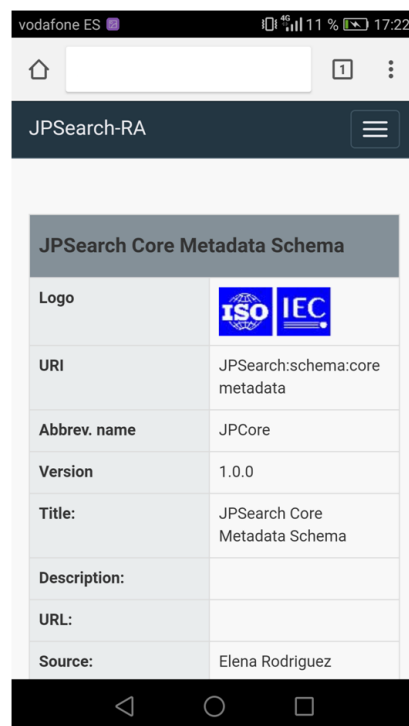 vodafone ES 4G 11 % 17:22
1
JPSearch-RA
JPSearch Core Metadata Schema
Logo ISO IEC
URI JPSearch:schema:core
metadata
Abbrev. name JPCore
Version 1.0.0
Title: JPSearch Core
Metadata Schema
Description:
URL:
Source: Elena Rodriguez